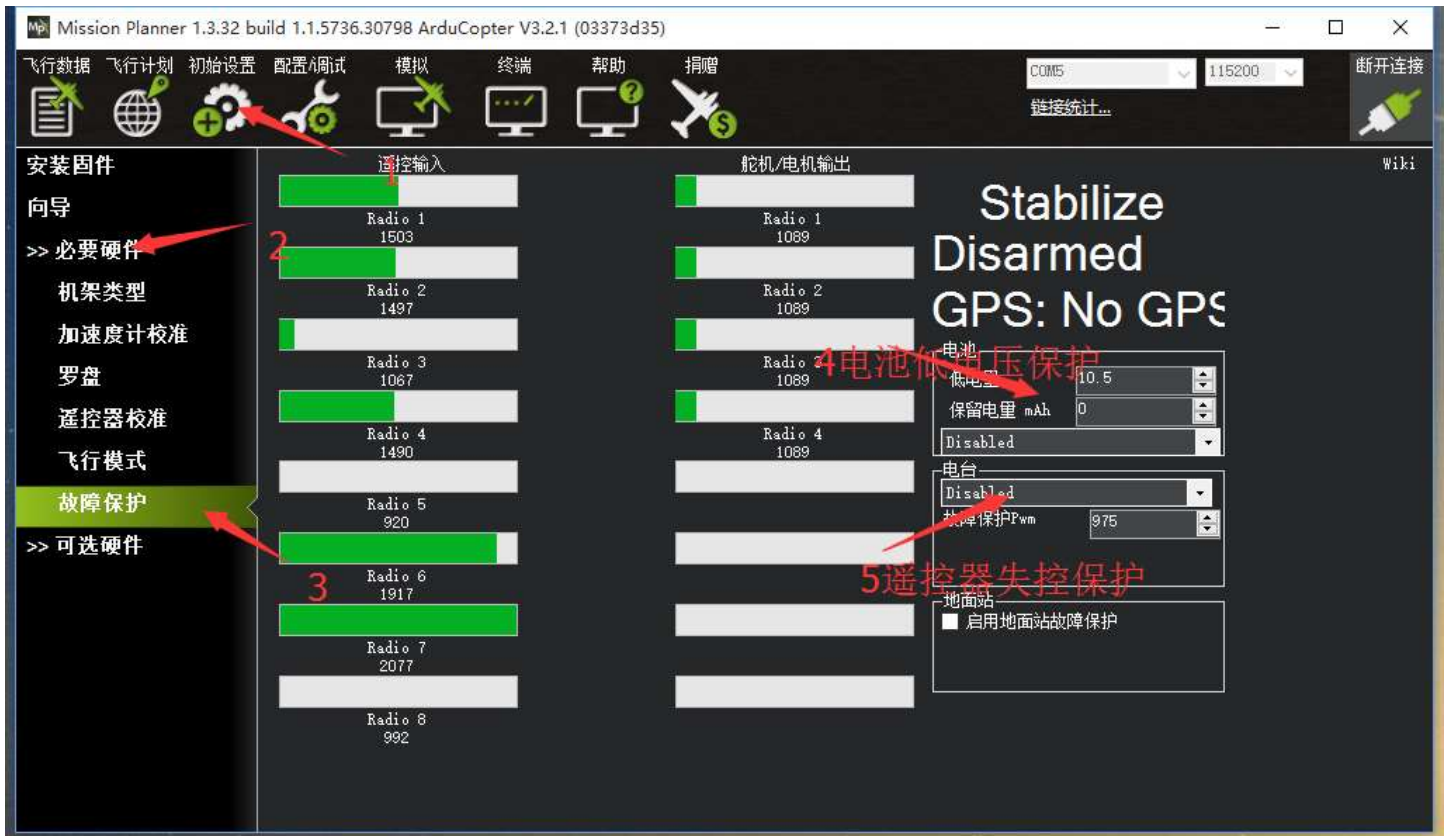 Mission Planner 1.3.32 build 1.1.5736.30798 ArduCopter V3.2.1 (03373d35)
飞行数据 飞行计划 初始设置 配置/调试 模拟 终端 帮助 捐赠
COM5 115200 断开连接
链接统计...
安装固件
向导
>> 必要硬件
机架类型
加速度计校准
罗盘
遥控器校准
飞行模式
故障保护
>> 可选硬件
1
2
3
遥控输入
Radio 1
1503
Radio 2
1497
Radio 3
1067
Radio 4
1490
Radio 5
920
Radio 6
1917
Radio 7
2077
Radio 8
992
舵机/电机输出
Radio 1
1089
Radio 2
1089
Radio 3
1089
Radio 4
1089
Wiki
Stabilize
Disarmed
GPS: No GPS
电池
4电池低电压保护
低电量 10.5
保留电量 mAh 0
Disabled
电台
Disabled
故障保护Pwm 975
5遥控器失控保护
地面站
启用地面站故障保护